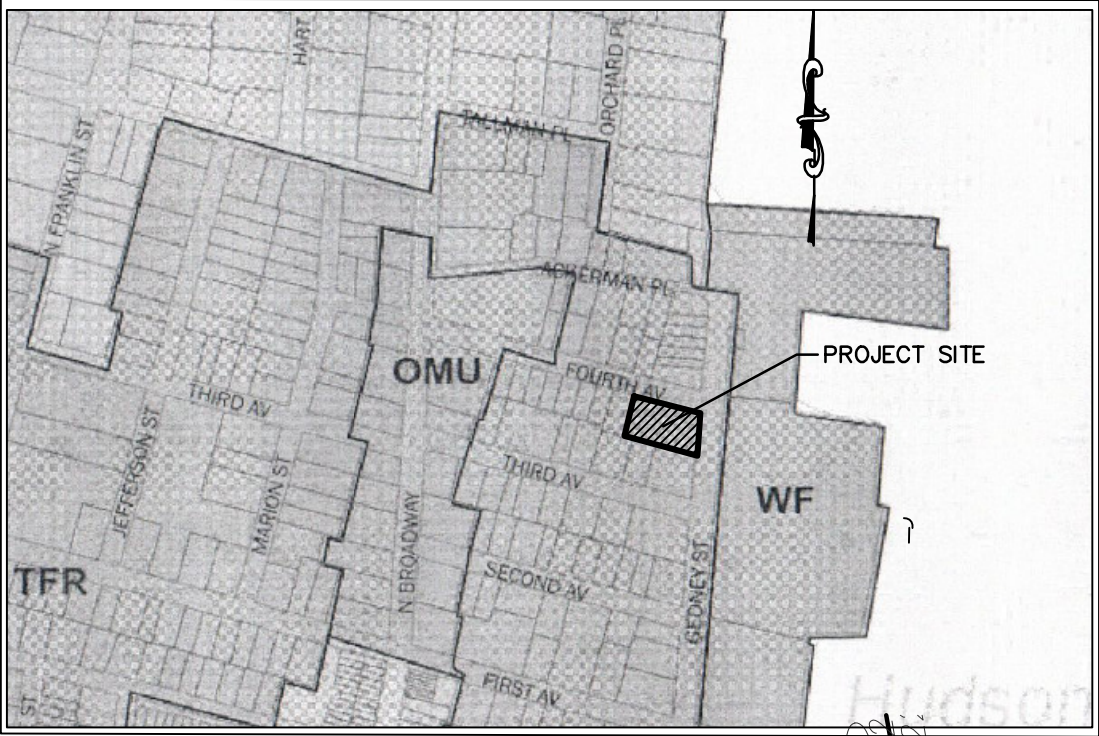 HART
ORCHARD PL
TALLMAN PL
N FRANKLIN ST
ACKERMAN PL
PROJECT SITE
OMU
FOURTH AV
THIRD AV
JEFFERSON ST
MARION ST
THIRD AV
WF
N BROADWAY
GEDNEY ST
TFR
SECOND AV
FIRST AV
ST
Hudson